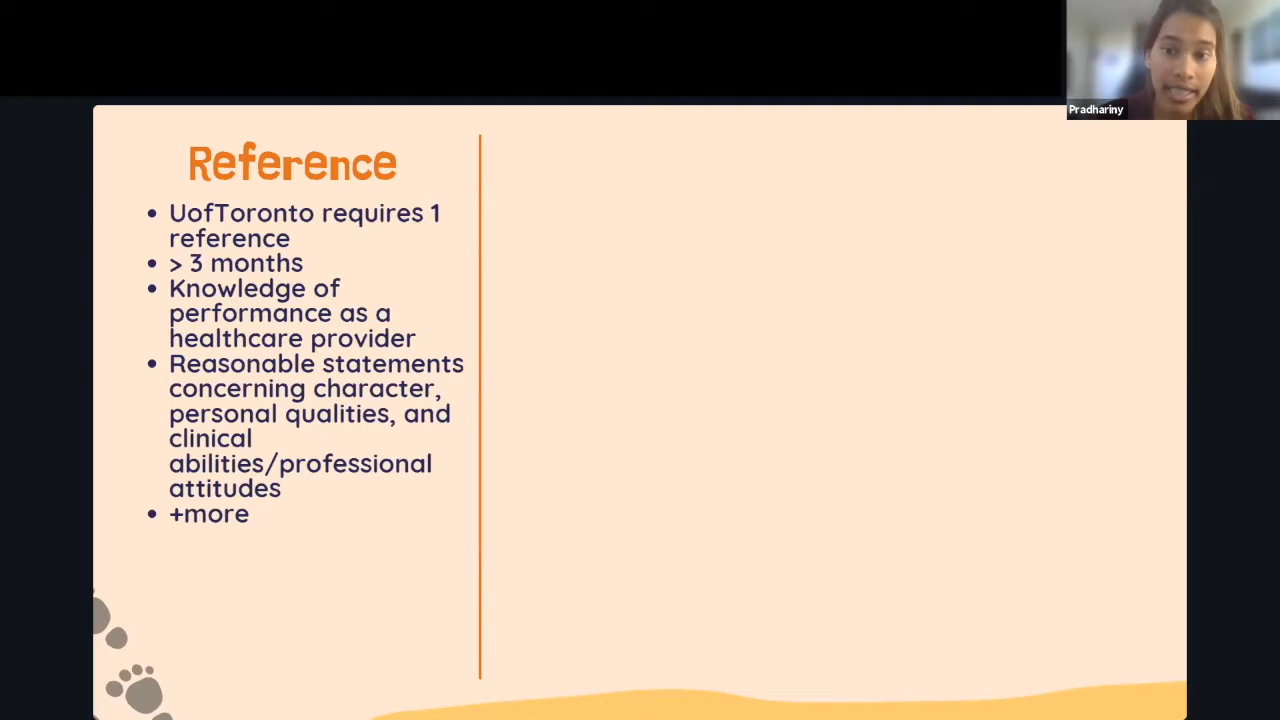 Pradhariny
Reference
• UofToronto requires 1
reference
• > 3 months
• Knowledge of
performance as a
healthcare provider
• Reasonable statements
concerning character,
personal qualities, and
clinical
abilities/professional
attitudes
• +more